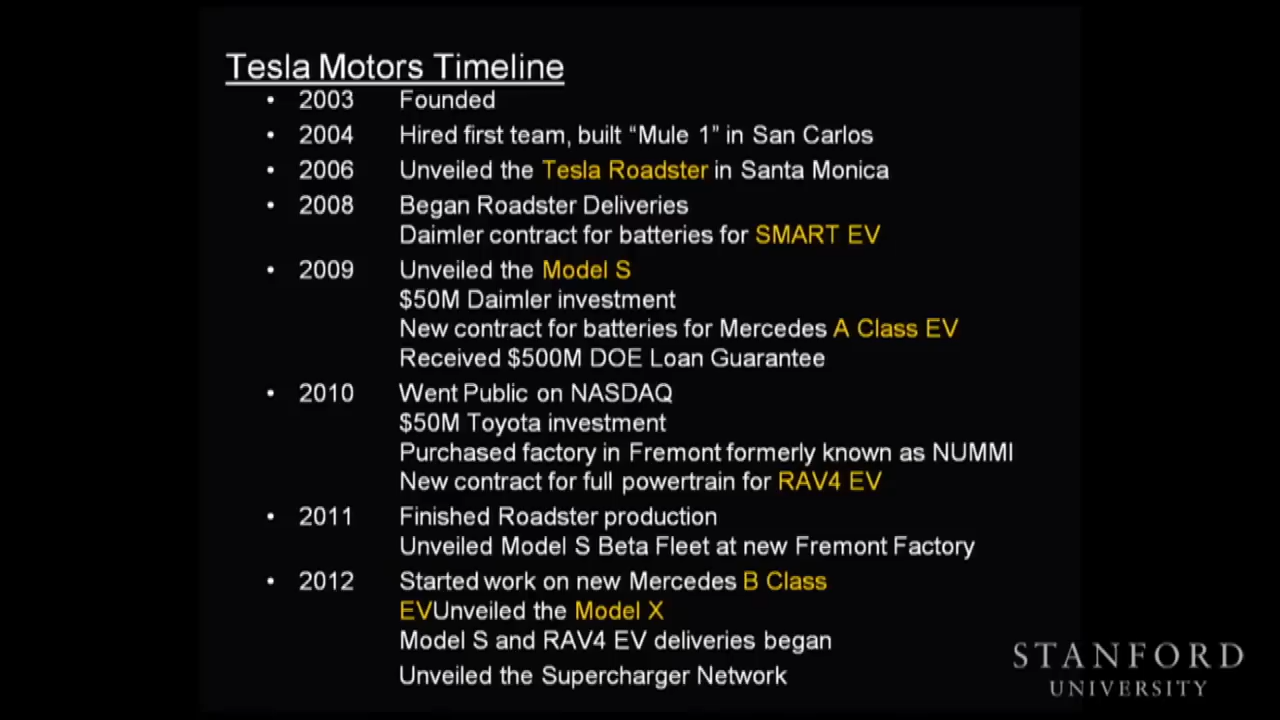 Tesla Motors Timeline
• 2003 Founded
• 2004 Hired first team, built “Mule 1” in San Carlos
• 2006 Unveiled the Tesla Roadster in Santa Monica
• 2008 Began Roadster Deliveries
Daimler contract for batteries for SMART EV
• 2009 Unveiled the Model S
$50M Daimler investment
New contract for batteries for Mercedes A Class EV
Received $500M DOE Loan Guarantee
• 2010 Went Public on NASDAQ
$50M Toyota investment
Purchased factory in Fremont formerly known as NUMMI
New contract for full powertrain for RAV4 EV
• 2011 Finished Roadster production
Unveiled Model S Beta Fleet at new Fremont Factory
• 2012 Started work on new Mercedes B Class
EVUnveiled the Model X
Model S and RAV4 EV deliveries began
Unveiled the Supercharger Network
STANFORD
UNIVERSITY